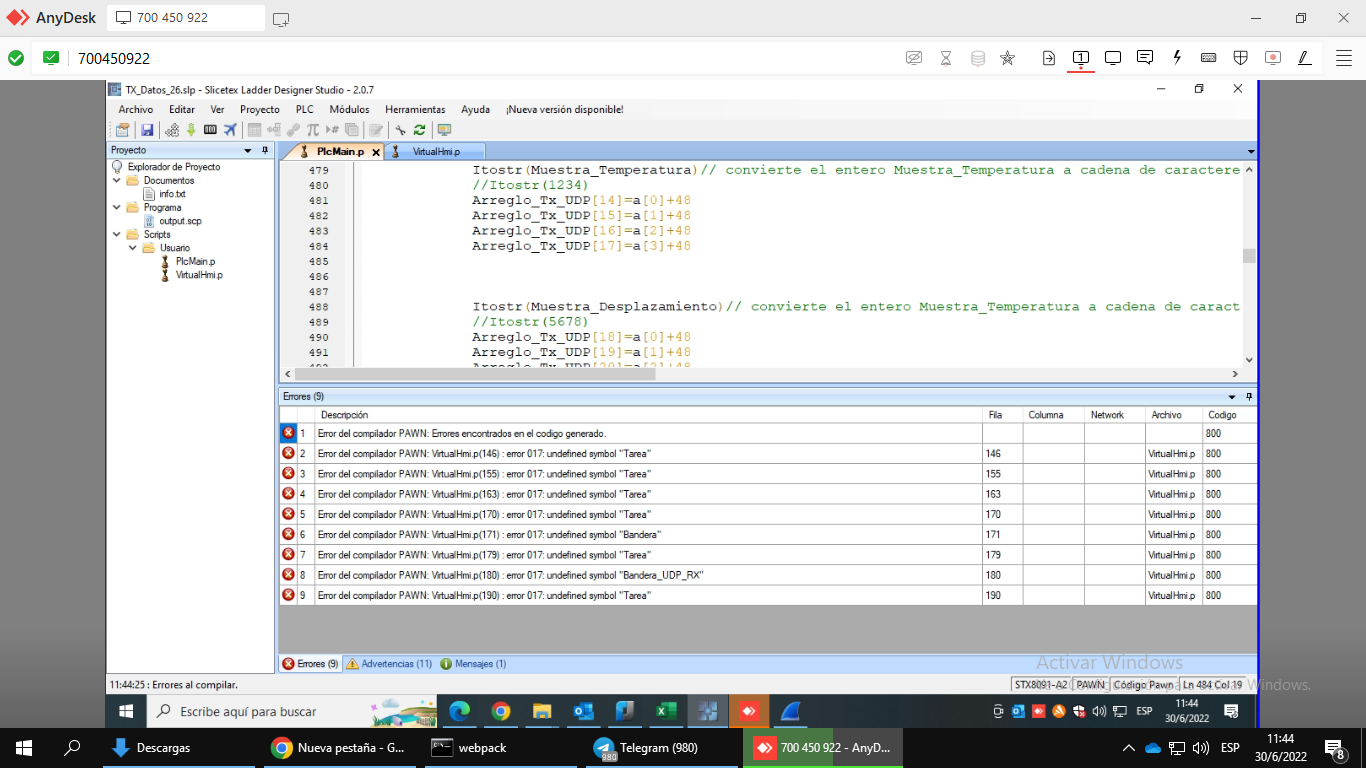 AnyDesk 700 450 922
700450922
TX_Datos_26.slp - Slicetex Ladder Designer Studio - 2.0.7
Archivo Editar Ver Proyecto PLC Módulos Herramientas Ayuda ¡Nueva versión disponible!
Proyecto
Explorador de Proyecto
Documentos
info.txt
Programa
output.scp
Scripts
Usuario
PlcMain.p
VirtualHmi.p
PlcMain.p VirtualHmi.p
479 Itostr(Muestra_Temperatura)// convierte el entero Muestra_Temperatura a cadena de caractere
480 //Itostr(1234)
481 Arreglo_Tx_UDP[14]=a[0]+48
482 Arreglo_Tx_UDP[15]=a[1]+48
483 Arreglo_Tx_UDP[16]=a[2]+48
484 Arreglo_Tx_UDP[17]=a[3]+48
485
486
487
488 Itostr(Muestra_Desplazamiento)// convierte el entero Muestra_Temperatura a cadena de caract
489 //Itostr(5678)
490 Arreglo_Tx_UDP[18]=a[0]+48
491 Arreglo_Tx_UDP[19]=a[1]+48
492 Arreglo_Tx_UDP[20]=a[2]+48
Errores (9)
Descripción Fila Columna Network Archivo Codigo
1 Error del compilador PAWN: Errores encontrados en el codigo generado. 800
2 Error del compilador PAWN: VirtualHmi.p(146) : error 017: undefined symbol "Tarea" 146 VirtualHmi.p 800
3 Error del compilador PAWN: VirtualHmi.p(155) : error 017: undefined symbol "Tarea" 155 VirtualHmi.p 800
4 Error del compilador PAWN: VirtualHmi.p(163) : error 017: undefined symbol "Tarea" 163 VirtualHmi.p 800
5 Error del compilador PAWN: VirtualHmi.p(170) : error 017: undefined symbol "Tarea" 170 VirtualHmi.p 800
6 Error del compilador PAWN: VirtualHmi.p(171) : error 017: undefined symbol "Bandera" 171 VirtualHmi.p 800
7 Error del compilador PAWN: VirtualHmi.p(179) : error 017: undefined symbol "Tarea" 179 VirtualHmi.p 800
8 Error del compilador PAWN: VirtualHmi.p(180) : error 017: undefined symbol "Bandera_UDP_RX" 180 VirtualHmi.p 800
9 Error del compilador PAWN: VirtualHmi.p(190) : error 017: undefined symbol "Tarea" 190 VirtualHmi.p 800
Errores (9) Advertencias (11) Mensajes (1)
Activar Windows
11:44:25 : Errores al compilar. STX8091-A2 PAWN Código Pawn Ln 484 Col 19 Windows.
Escribe aquí para buscar ESP 11:44
30/6/2022
Descargas Nueva pestaña - G... webpack Telegram (980) 700 450 922 - AnyD... ESP 11:44
980 30/6/2022 8